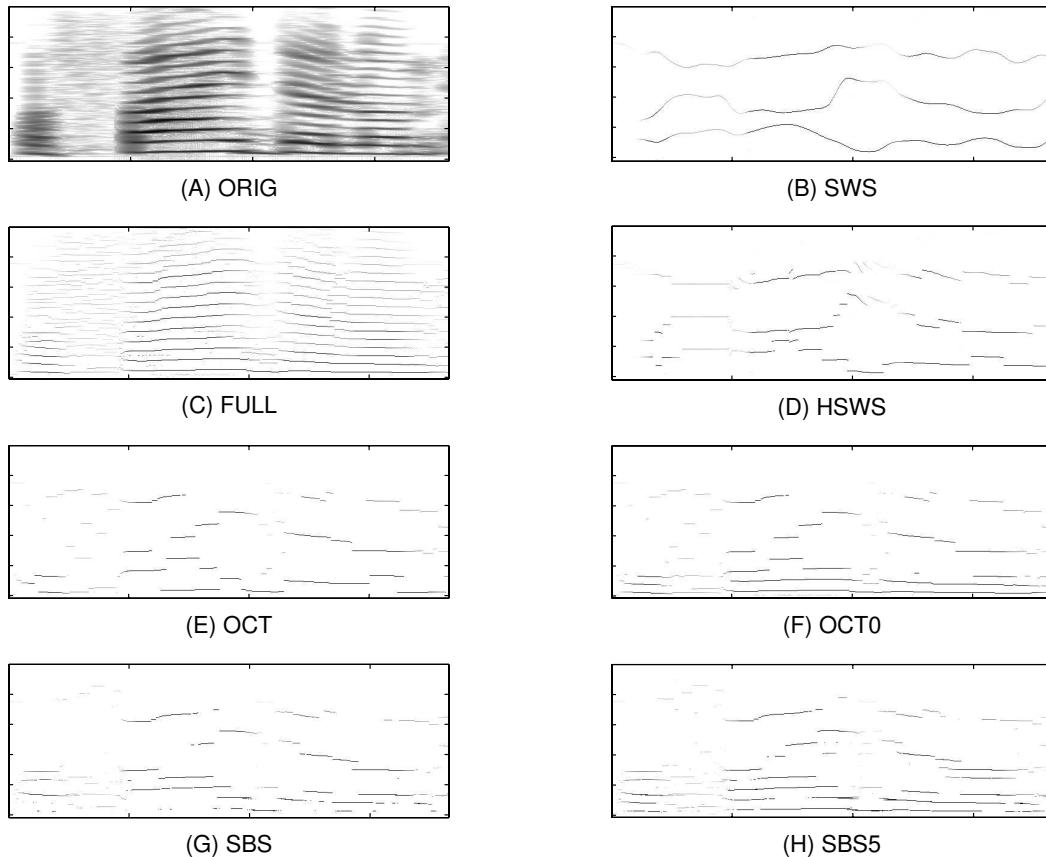 (A) ORIG
(B) SWS
(C) FULL
(D) HSWS
(E) OCT
(F) OCT0
(G) SBS
(H) SBS5